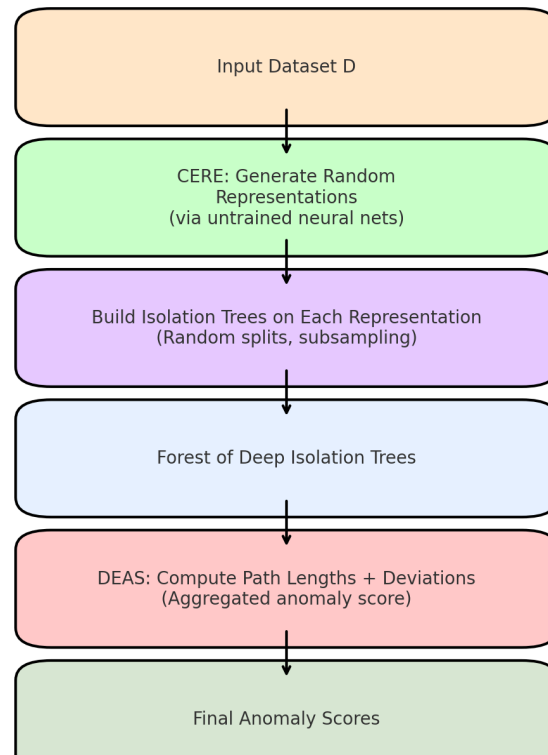 Input Dataset D
CERE: Generate Random
Representations
(via untrained neural nets)
Build Isolation Trees on Each Representation
(Random splits, subsampling)
Forest of Deep Isolation Trees
DEAS: Compute Path Lengths + Deviations
(Aggregated anomaly score)
Final Anomaly Scores